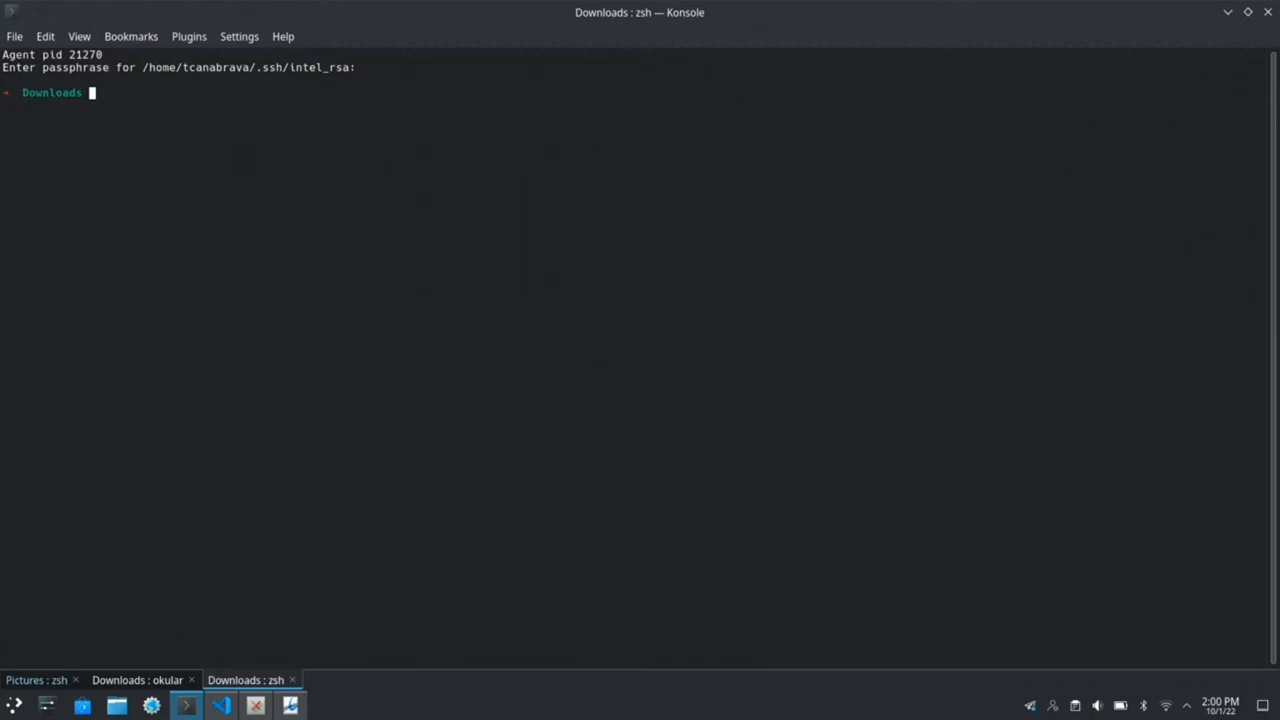 Downloads : zsh — Konsole
File Edit View Bookmarks Plugins Settings Help
Agent pid 21270
Enter passphrase for /home/tcanabrava/.ssh/intel_rsa:
➜ Downloads
Pictures : zsh × Downloads : okular × Downloads : zsh ×
2:00 PM
10/1/22